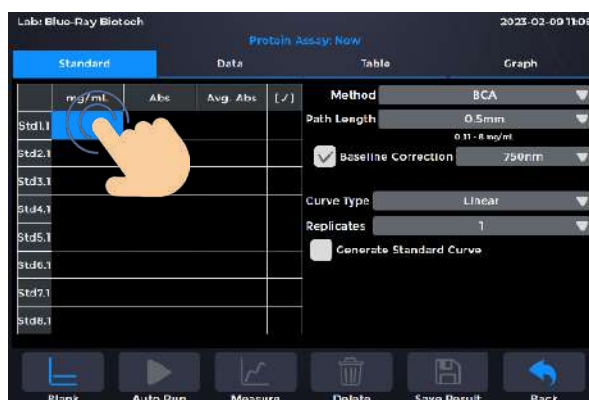 Lab: Blue-Ray Biotech 2023-02-09 11:09
Protein Assay: Now
Standard Data Table Graph
mg/mL Abs Avg. Abs [✓]
Method BCA
Std1.1
Path Length 0.5mm
0.11 - 8 mg/mL
Std2.1
Baseline Correction 750nm
Std3.1
Std4.1
Curve Type Linear
Replicates 1
Std5.1
Generate Standard Curve
Std6.1
Std7.1
Std8.1
Blank Auto Run Measure Delete Save Result Back